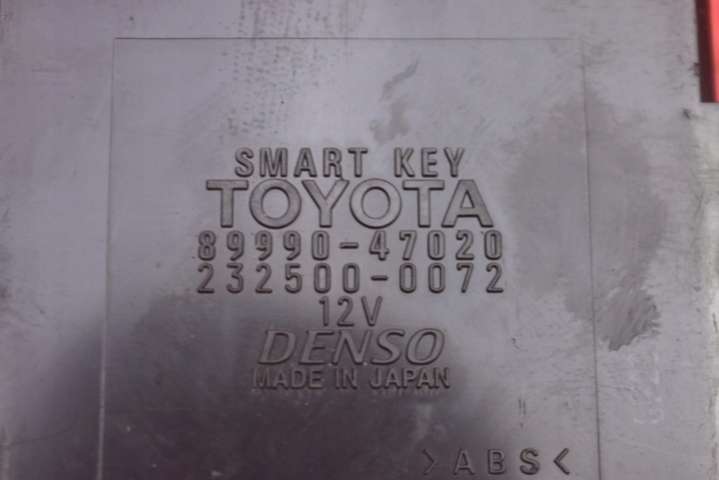 SMART KEY
TOYOTA
89990-47020
232500-0072
12V
DENSO
MADE IN JAPAN
>ABS<